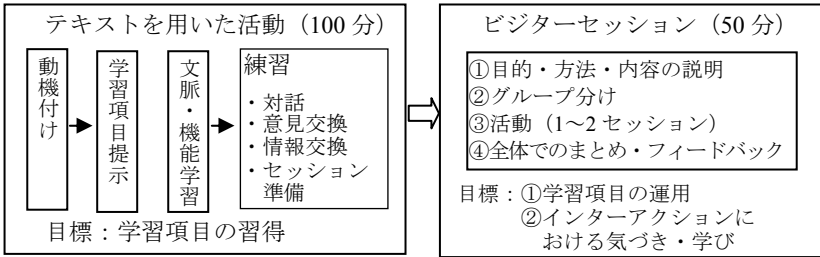 テキストを用いた活動（100 分）
動機付け
学習項目提示
文脈・機能学習
練習
・対話
・意見交換
・情報交換
・セッション
準備
目標：学習項目の習得
ビジターセッション（50 分）
①目的・方法・内容の説明
②グループ分け
③活動（1～2 セッション）
④全体でのまとめ・フィードバック
目標：①学習項目の運用
②インターアクションに
おける気づき・学び